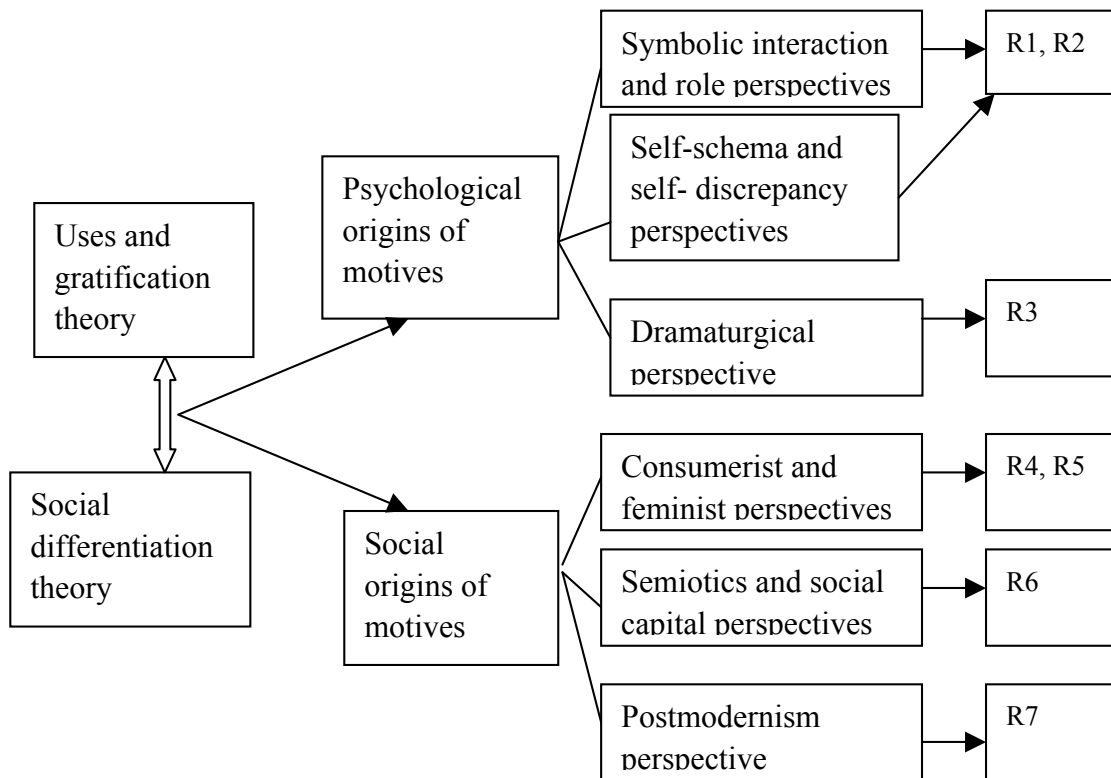 Symbolic interaction
and role perspectives
R1, R2
Self-schema and
self- discrepancy
perspectives
Psychological
origins of
motives
Uses and
gratification
theory
Dramaturgical
perspective
R3
Social
differentiation
theory
Social
origins of
motives
Consumerist and
feminist perspectives
R4, R5
Semiotics and social
capital perspectives
R6
Postmodernism
perspective
R7